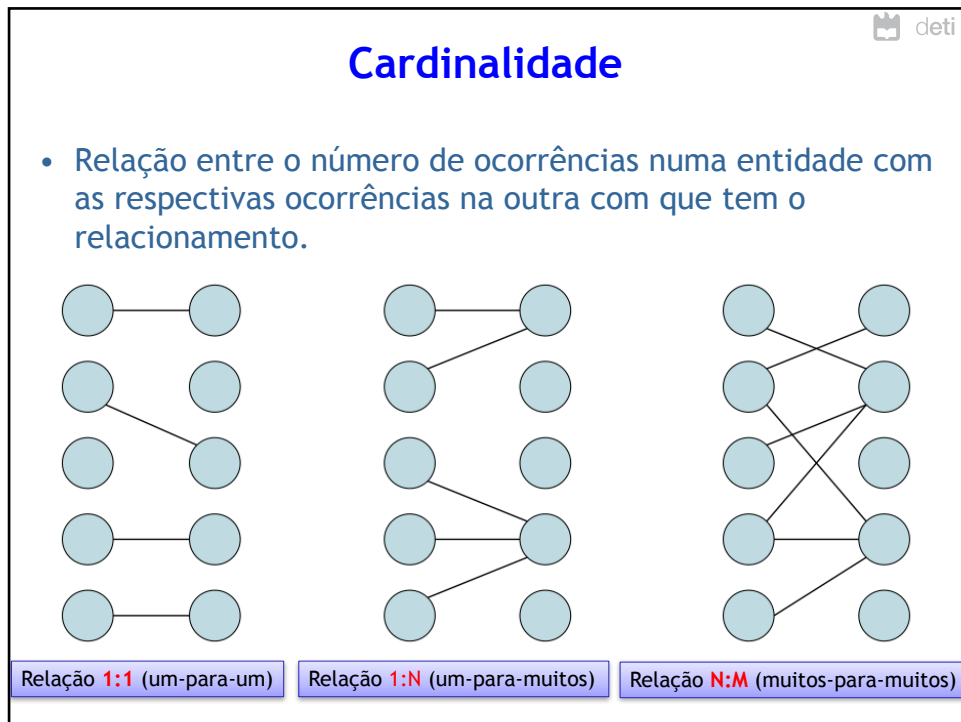 deti
Cardinalidade
• Relação entre o número de ocorrências numa entidade com
as respectivas ocorrências na outra com que tem o
relacionamento.
Relação 1:1 (um-para-um)
Relação 1:N (um-para-muitos)
Relação N:M (muitos-para-muitos)